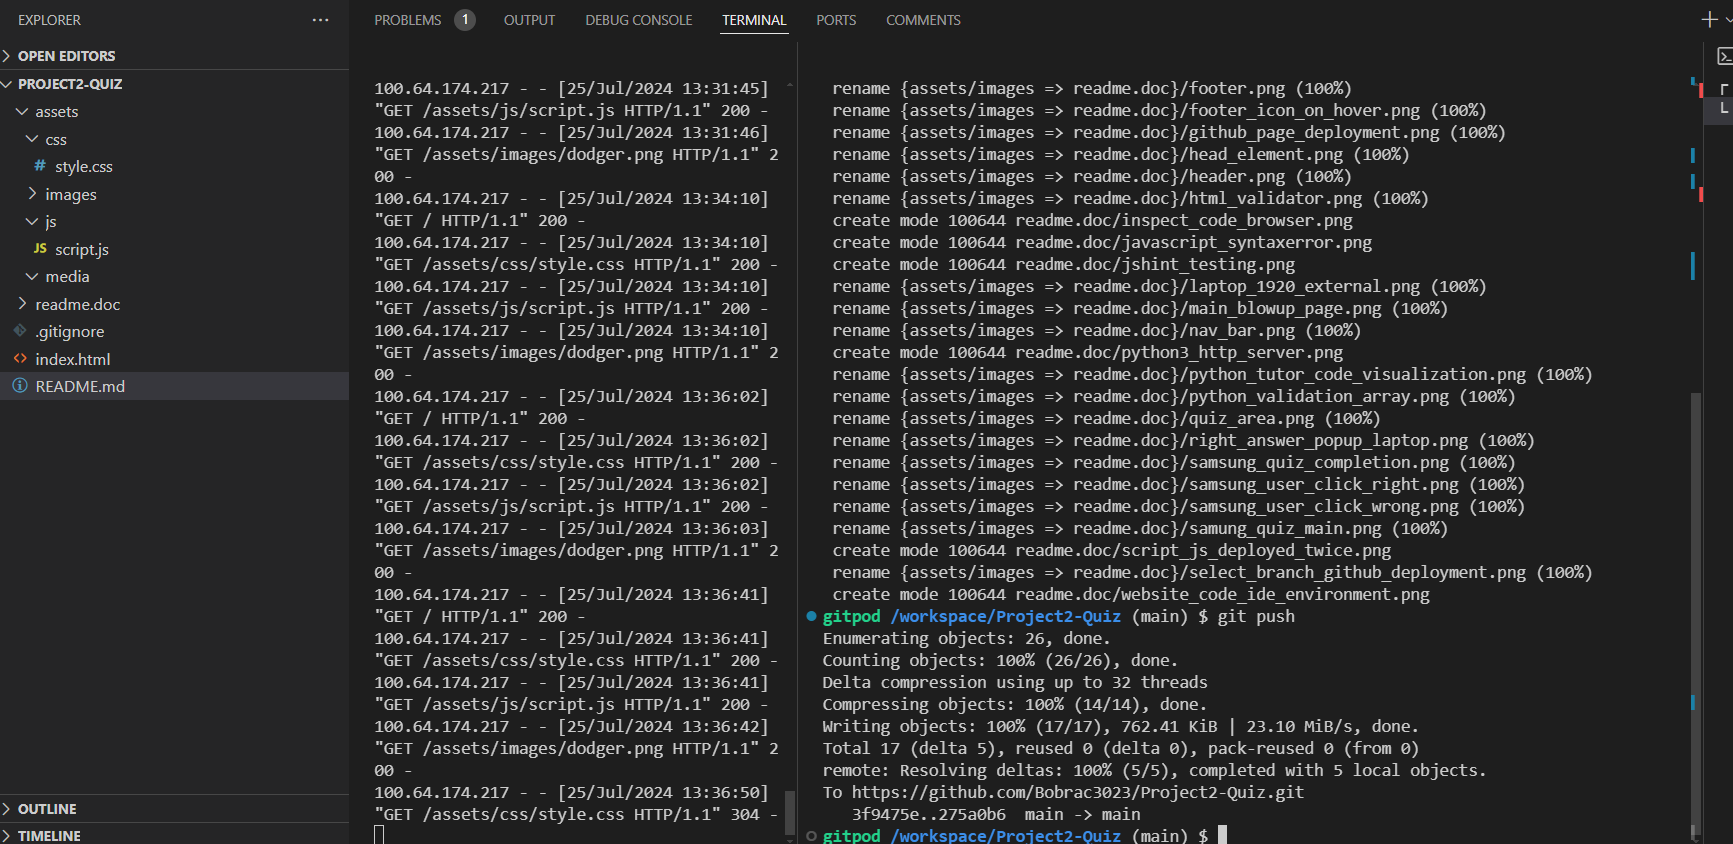 EXPLORER
OPEN EDITORS
PROJECT2-QUIZ
assets
css
# style.css
images
js
JS script.js
media
readme.doc
.gitignore
<> index.html
README.md
OUTLINE
TIMELINE
PROBLEMS 1 OUTPUT DEBUG CONSOLE TERMINAL PORTS COMMENTS
100.64.174.217 - - [25/Jul/2024 13:31:45]
"GET /assets/js/script.js HTTP/1.1" 200 -
100.64.174.217 - - [25/Jul/2024 13:31:46]
"GET /assets/images/dodger.png HTTP/1.1" 2
00 -
100.64.174.217 - - [25/Jul/2024 13:34:10]
"GET / HTTP/1.1" 200 -
100.64.174.217 - - [25/Jul/2024 13:34:10]
"GET /assets/css/style.css HTTP/1.1" 200 -
100.64.174.217 - - [25/Jul/2024 13:34:10]
"GET /assets/js/script.js HTTP/1.1" 200 -
100.64.174.217 - - [25/Jul/2024 13:34:10]
"GET /assets/images/dodger.png HTTP/1.1" 2
00 -
100.64.174.217 - - [25/Jul/2024 13:36:02]
"GET / HTTP/1.1" 200 -
100.64.174.217 - - [25/Jul/2024 13:36:02]
"GET /assets/css/style.css HTTP/1.1" 200 -
100.64.174.217 - - [25/Jul/2024 13:36:02]
"GET /assets/js/script.js HTTP/1.1" 200 -
100.64.174.217 - - [25/Jul/2024 13:36:03]
"GET /assets/images/dodger.png HTTP/1.1" 2
00 -
100.64.174.217 - - [25/Jul/2024 13:36:41]
"GET / HTTP/1.1" 200 -
100.64.174.217 - - [25/Jul/2024 13:36:41]
"GET /assets/css/style.css HTTP/1.1" 200 -
100.64.174.217 - - [25/Jul/2024 13:36:41]
"GET /assets/js/script.js HTTP/1.1" 200 -
100.64.174.217 - - [25/Jul/2024 13:36:42]
"GET /assets/images/dodger.png HTTP/1.1" 2
00 -
100.64.174.217 - - [25/Jul/2024 13:36:50]
"GET /assets/css/style.css HTTP/1.1" 304 -
rename {assets/images => readme.doc}/footer.png (100%)
rename {assets/images => readme.doc}/footer_icon_on_hover.png (100%)
rename {assets/images => readme.doc}/github_page_deployment.png (100%)
rename {assets/images => readme.doc}/head_element.png (100%)
rename {assets/images => readme.doc}/header.png (100%)
rename {assets/images => readme.doc}/html_validator.png (100%)
create mode 100644 readme.doc/inspect_code_browser.png
create mode 100644 readme.doc/javascript_syntaxerror.png
create mode 100644 readme.doc/jshint_testing.png
rename {assets/images => readme.doc}/laptop_1920_external.png (100%)
rename {assets/images => readme.doc}/main_blowup_page.png (100%)
rename {assets/images => readme.doc}/nav_bar.png (100%)
create mode 100644 readme.doc/python3_http_server.png
rename {assets/images => readme.doc}/python_tutor_code_visualization.png (100%)
rename {assets/images => readme.doc}/python_validation_array.png (100%)
rename {assets/images => readme.doc}/quiz_area.png (100%)
rename {assets/images => readme.doc}/right_answer_popup_laptop.png (100%)
rename {assets/images => readme.doc}/samsung_quiz_completion.png (100%)
rename {assets/images => readme.doc}/samsung_user_click_right.png (100%)
rename {assets/images => readme.doc}/samsung_user_click_wrong.png (100%)
rename {assets/images => readme.doc}/samung_quiz_main.png (100%)
create mode 100644 readme.doc/script_js_deployed_twice.png
rename {assets/images => readme.doc}/select_branch_github_deployment.png (100%)
create mode 100644 readme.doc/website_code_ide_environment.png
gitpod /workspace/Project2-Quiz (main) $ git push
Enumerating objects: 26, done.
Counting objects: 100% (26/26), done.
Delta compression using up to 32 threads
Compressing objects: 100% (14/14), done.
Writing objects: 100% (17/17), 762.41 KiB | 23.10 MiB/s, done.
Total 17 (delta 5), reused 0 (delta 0), pack-reused 0 (from 0)
remote: Resolving deltas: 100% (5/5), completed with 5 local objects.
To https://github.com/Bobrac3023/Project2-Quiz.git
3f9475e..275a0b6 main -> main
gitpod /workspace/Project2-Quiz (main) $